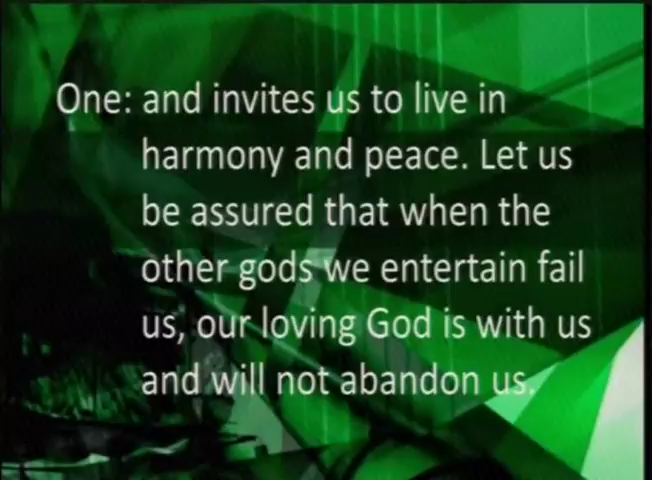 One: and invites us to live in
harmony and peace. Let us
be assured that when the
other gods we entertain fail
us, our loving God is with us
and will not abandon us.